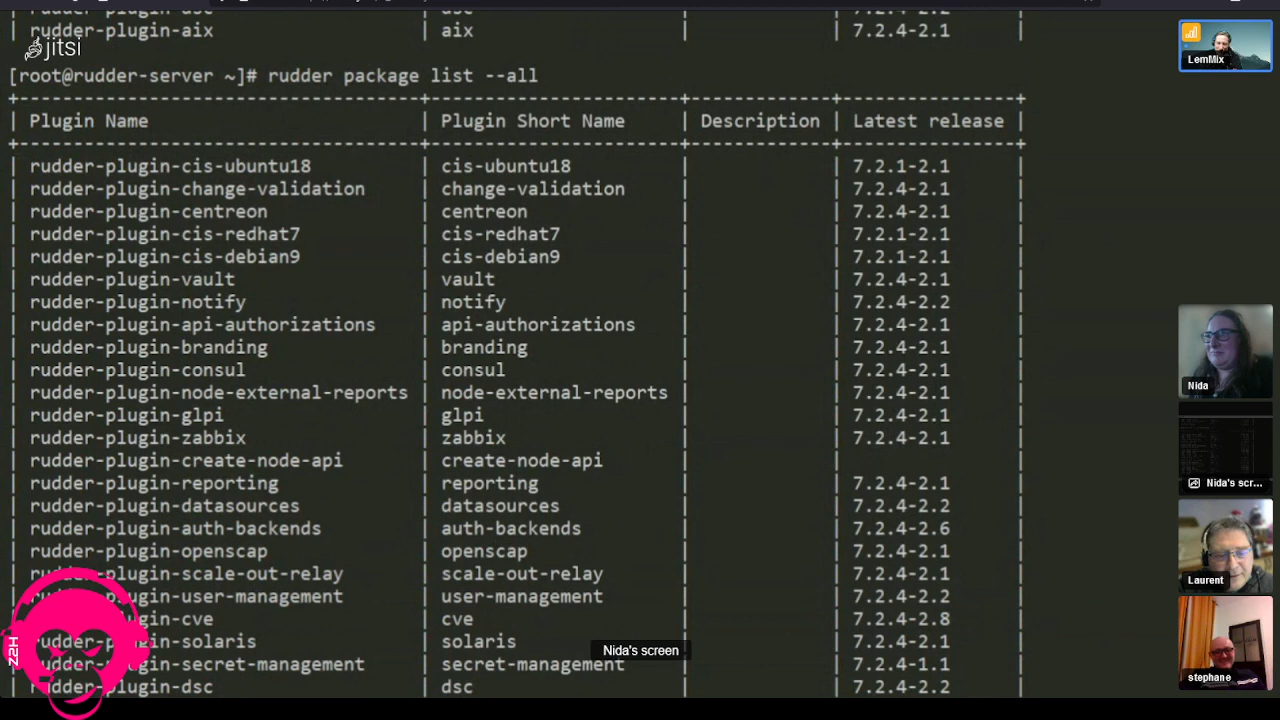 rudder-plugin-aix | aix | | 7.2.4-2.1 |
jitsi
[root@rudder-server ~]# rudder package list --all
| Plugin Name | Plugin Short Name | Description | Latest release |
| rudder-plugin-cis-ubuntu18 | cis-ubuntu18 | | 7.2.1-2.1 |
| rudder-plugin-change-validation | change-validation | | 7.2.4-2.1 |
| rudder-plugin-centreon | centreon | | 7.2.4-2.1 |
| rudder-plugin-cis-redhat7 | cis-redhat7 | | 7.2.1-2.1 |
| rudder-plugin-cis-debian9 | cis-debian9 | | 7.2.1-2.1 |
| rudder-plugin-vault | vault | | 7.2.4-2.1 |
| rudder-plugin-notify | notify | | 7.2.4-2.2 |
| rudder-plugin-api-authorizations | api-authorizations | | 7.2.4-2.1 |
| rudder-plugin-branding | branding | | 7.2.4-2.1 |
| rudder-plugin-consul | consul | | 7.2.4-2.1 |
| rudder-plugin-node-external-reports | node-external-reports | | 7.2.4-2.1 |
| rudder-plugin-glpi | glpi | | 7.2.4-2.1 |
| rudder-plugin-zabbix | zabbix | | 7.2.4-2.1 |
| rudder-plugin-create-node-api | create-node-api | | |
| rudder-plugin-reporting | reporting | | 7.2.4-2.1 |
| rudder-plugin-datasources | datasources | | 7.2.4-2.2 |
| rudder-plugin-auth-backends | auth-backends | | 7.2.4-2.6 |
| rudder-plugin-openscap | openscap | | 7.2.4-2.1 |
| rudder-plugin-scale-out-relay | scale-out-relay | | 7.2.4-2.1 |
rudder-plugin-user-management | user-management | | 7.2.4-2.2 |
plugin-cve | cve | | 7.2.4-2.8 |
rudder-plugin-solaris | solaris | | 7.2.4-2.1 |
rudder-plugin-secret-management | secret-management | | 7.2.4-1.1 |
rudder-plugin-dsc | dsc | | 7.2.4-2.2 |
Z2H
Nida's screen
LemMix
Nida
Nida's scr...
Laurent
stephane